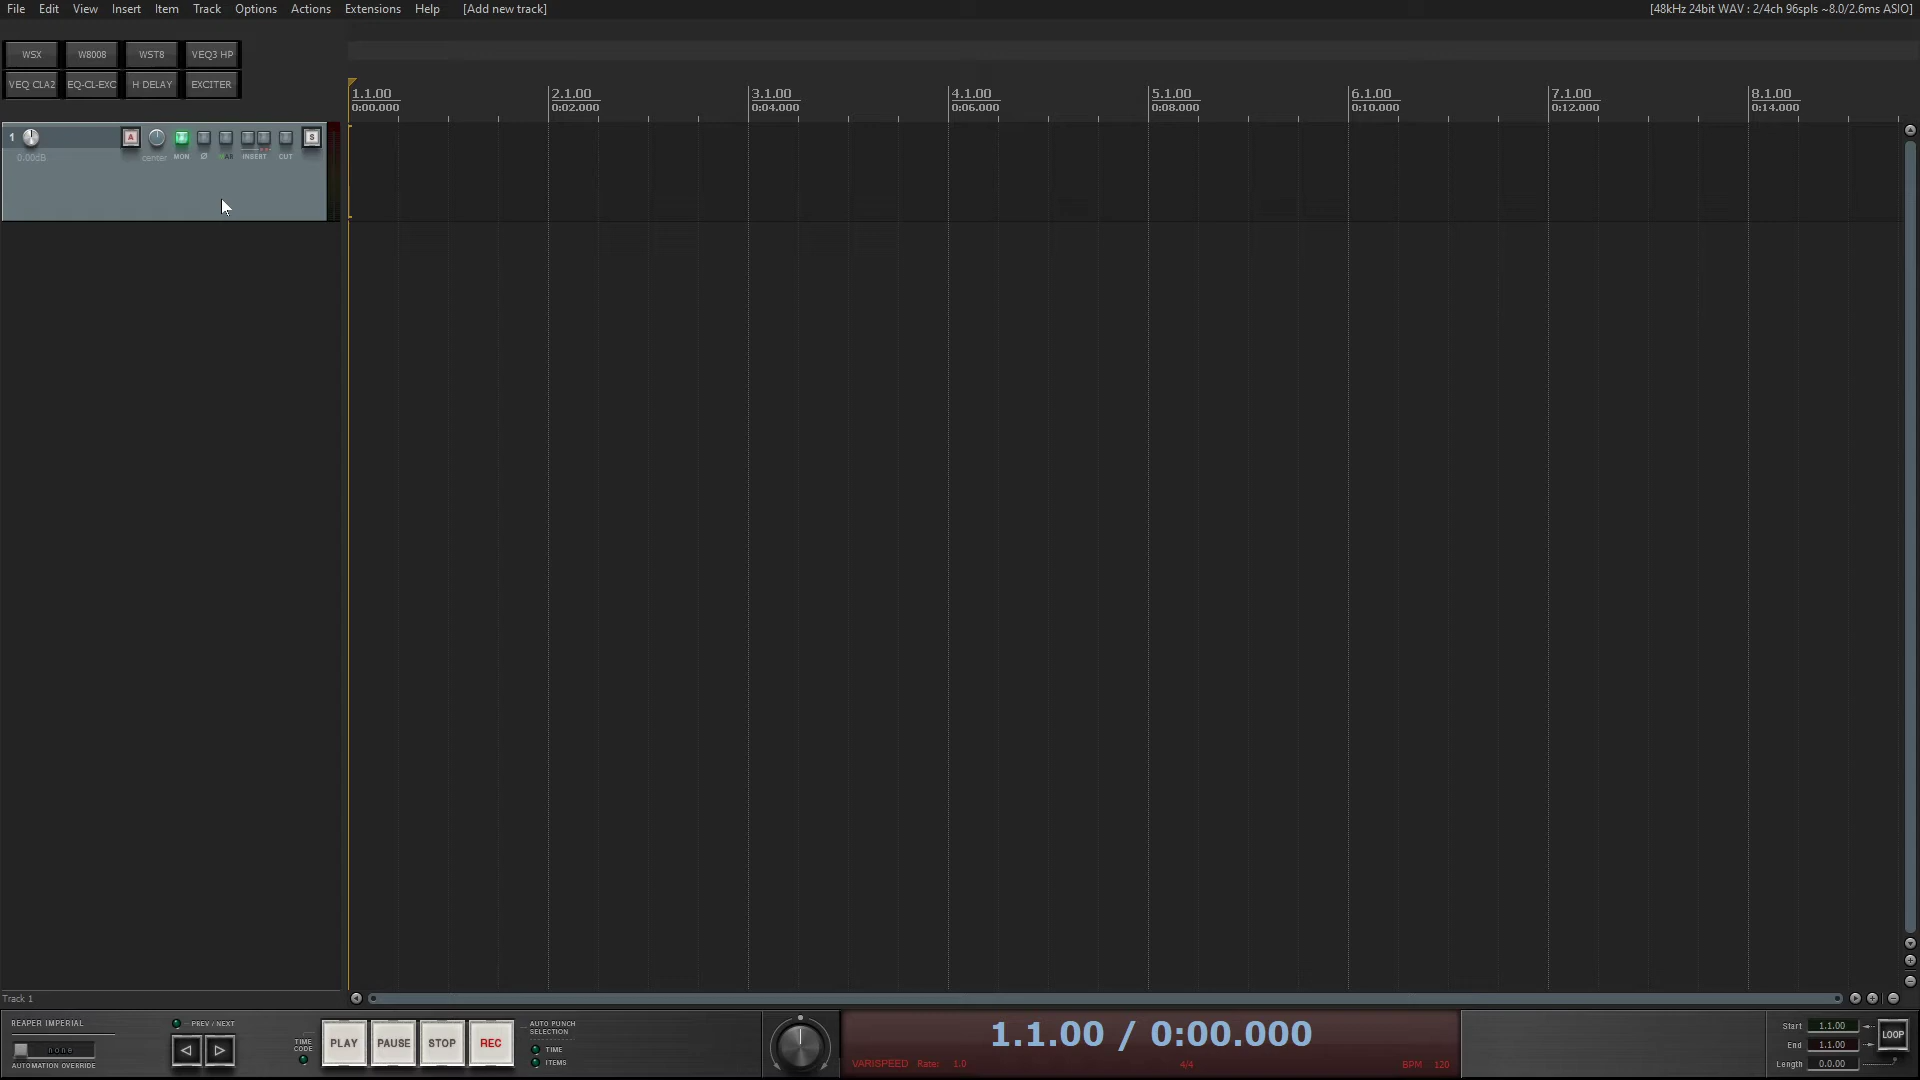 File Edit View Insert Item Track Options Actions Extensions Help [Add new track] [48kHz 24bit WAV : 2/4ch 96spls ~8.0/2.6ms ASIO]
WSX W8008 WST8 VEQ3 HP
VEQ CLA2 EQ-CL-EXC H DELAY EXCITER
1.1.00 2.1.00 3.1.00 4.1.00 5.1.00 6.1.00 7.1.00 8.1.00
0:00.000 0:02.000 0:04.000 0:06.000 0:08.000 0:10.000 0:12.000 0:14.000
1 A S
0.00dB center MON Ø INSERT CUT
Track 1
REAPER IMPERIAL
none
AUTOMATION OVERRIDE
PREV / NEXT
TIME
CODE
PLAY PAUSE STOP REC
AUTO PUNCH
SELECTION
TIME
ITEMS
1.1.00 / 0:00.000
VARISPEED Rate: 1.0 4/4 BPM 120
Start 1.1.00
End 1.1.00
Length 0.0.00
LOOP